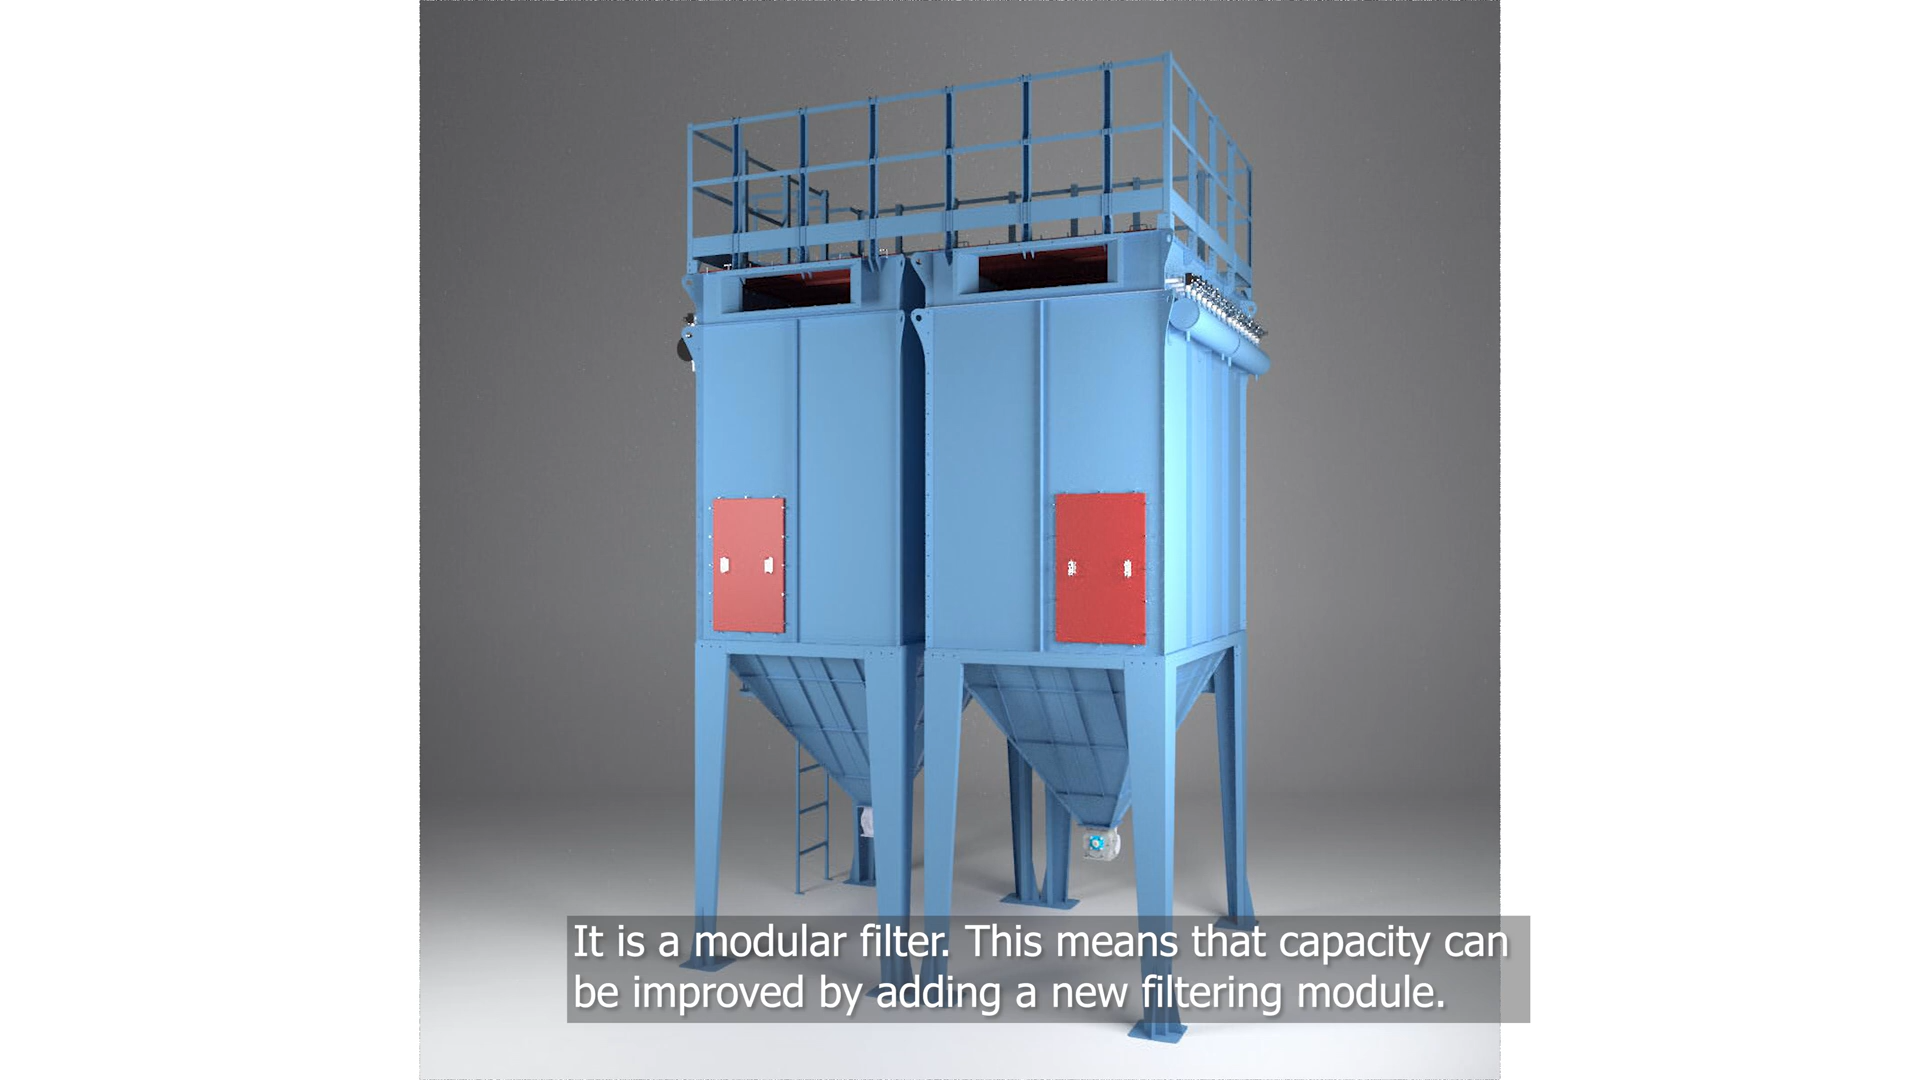 It is a modular filter. This means that capacity can
be improved by adding a new filtering module.